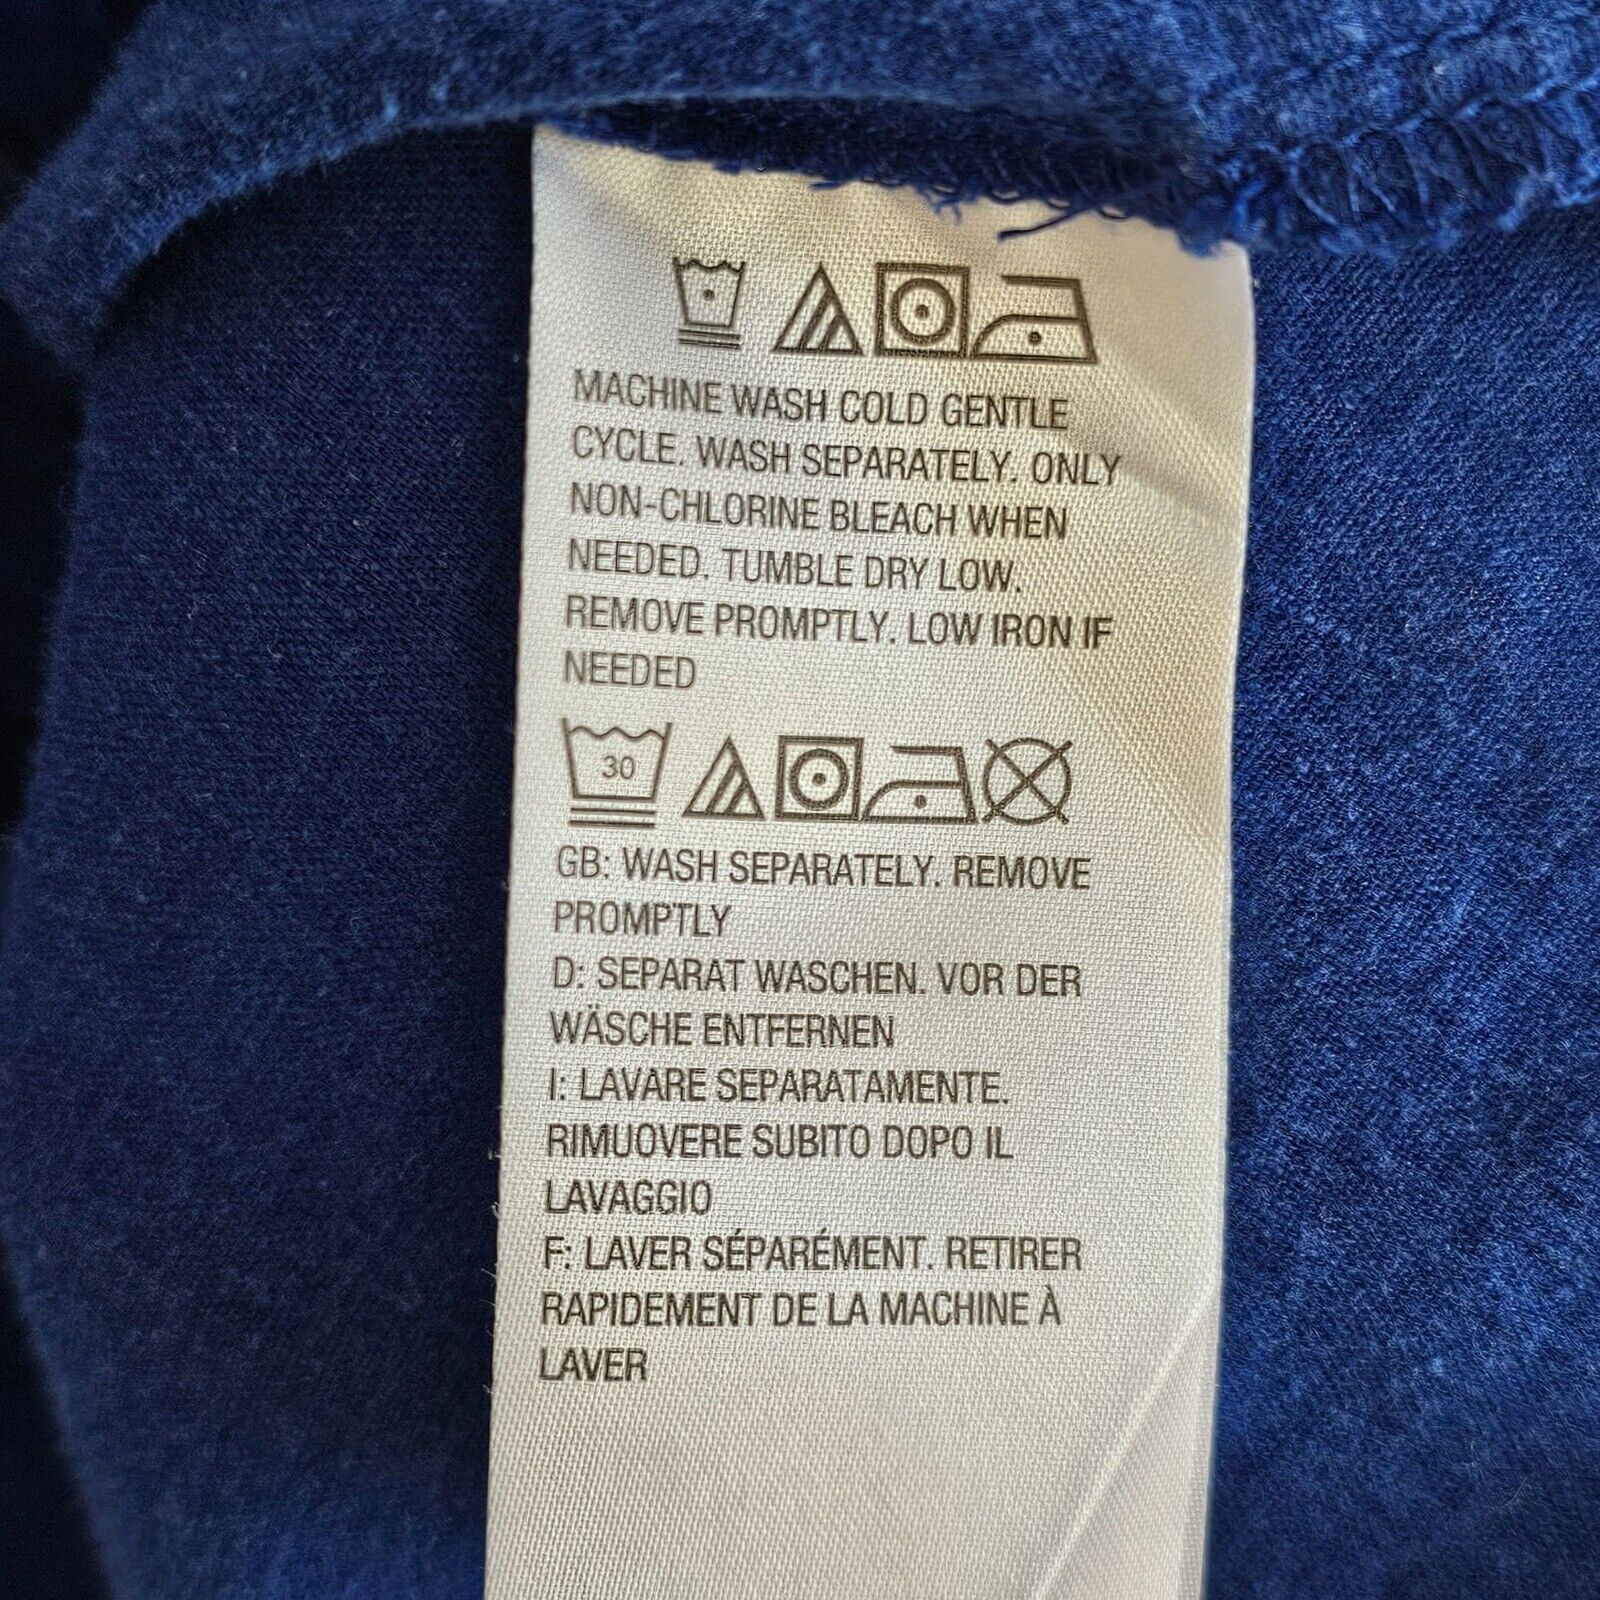 MACHINE WASH COLD GENTLE
CYCLE. WASH SEPARATELY. ONLY
NON-CHLORINE BLEACH WHEN
NEEDED. TUMBLE DRY LOW.
REMOVE PROMPTLY. LOW IRON IF
NEEDED
30
GB: WASH SEPARATELY. REMOVE
PROMPTLY
D: SEPARAT WASCHEN. VOR DER
WÄSCHE ENTFERNEN
I: LAVARE SEPARATAMENTE.
RIMUOVERE SUBITO DOPO IL
LAVAGGIO
F: LAVER SÉPARÉMENT. RETIRER
RAPIDEMENT DE LA MACHINE À
LAVER